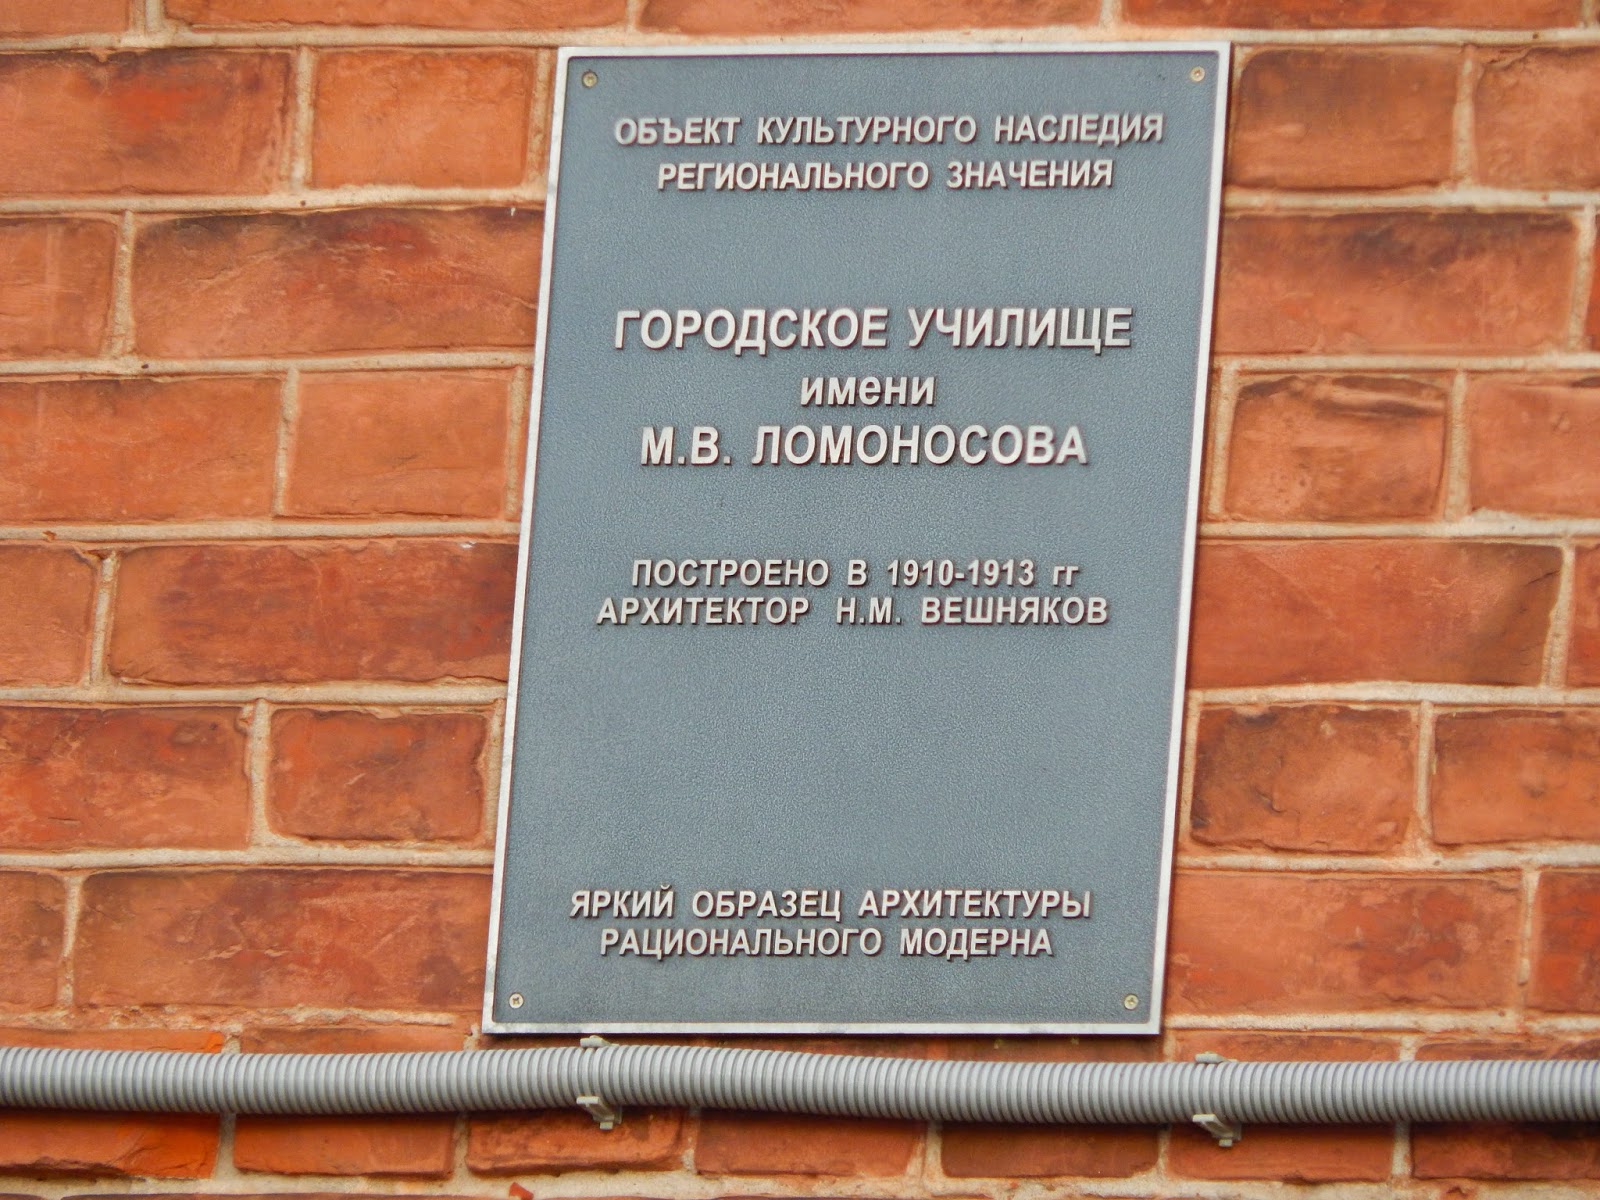 ОБЪЕКТ КУЛЬТУРНОГО НАСЛЕДИЯ
РЕГИОНАЛЬНОГО ЗНАЧЕНИЯ
ГОРОДСКОЕ УЧИЛИЩЕ
имени
М.В. ЛОМОНОСОВА
ПОСТРОЕНО В 1910-1913 гг
АРХИТЕКТОР Н.М. ВЕШНЯКОВ
ЯРКИЙ ОБРАЗЕЦ АРХИТЕКТУРЫ
РАЦИОНАЛЬНОГО МОДЕРНА